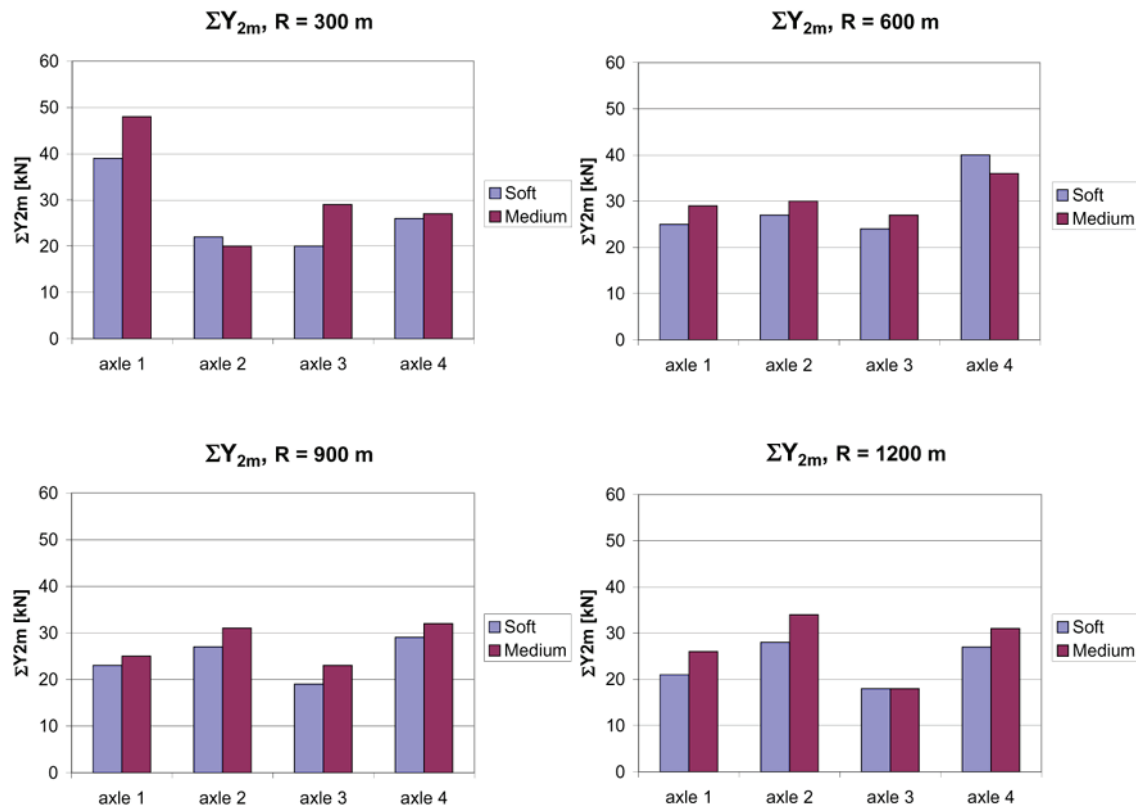 ΣY2m, R = 300 m
60
50
40
30
20
10
0
ΣY2m [kN]
axle 1 axle 2 axle 3 axle 4
Soft
Medium
ΣY2m, R = 600 m
60
50
40
30
20
10
0
ΣY2m [kN]
axle 1 axle 2 axle 3 axle 4
Soft
Medium
ΣY2m, R = 900 m
60
50
40
30
20
10
0
ΣY2m [kN]
axle 1 axle 2 axle 3 axle 4
Soft
Medium
ΣY2m, R = 1200 m
60
50
40
30
20
10
0
ΣY2m [kN]
axle 1 axle 2 axle 3 axle 4
Soft
Medium